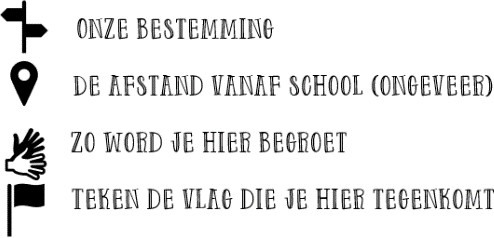 ONZE BESTEMMING
DE AFSTAND VANAF SCHOOL (ONGEVEER)
ZO WORD JE HIER BEGROET
TEKEN DE VLAG DIE JE HIER TEGENKOMT